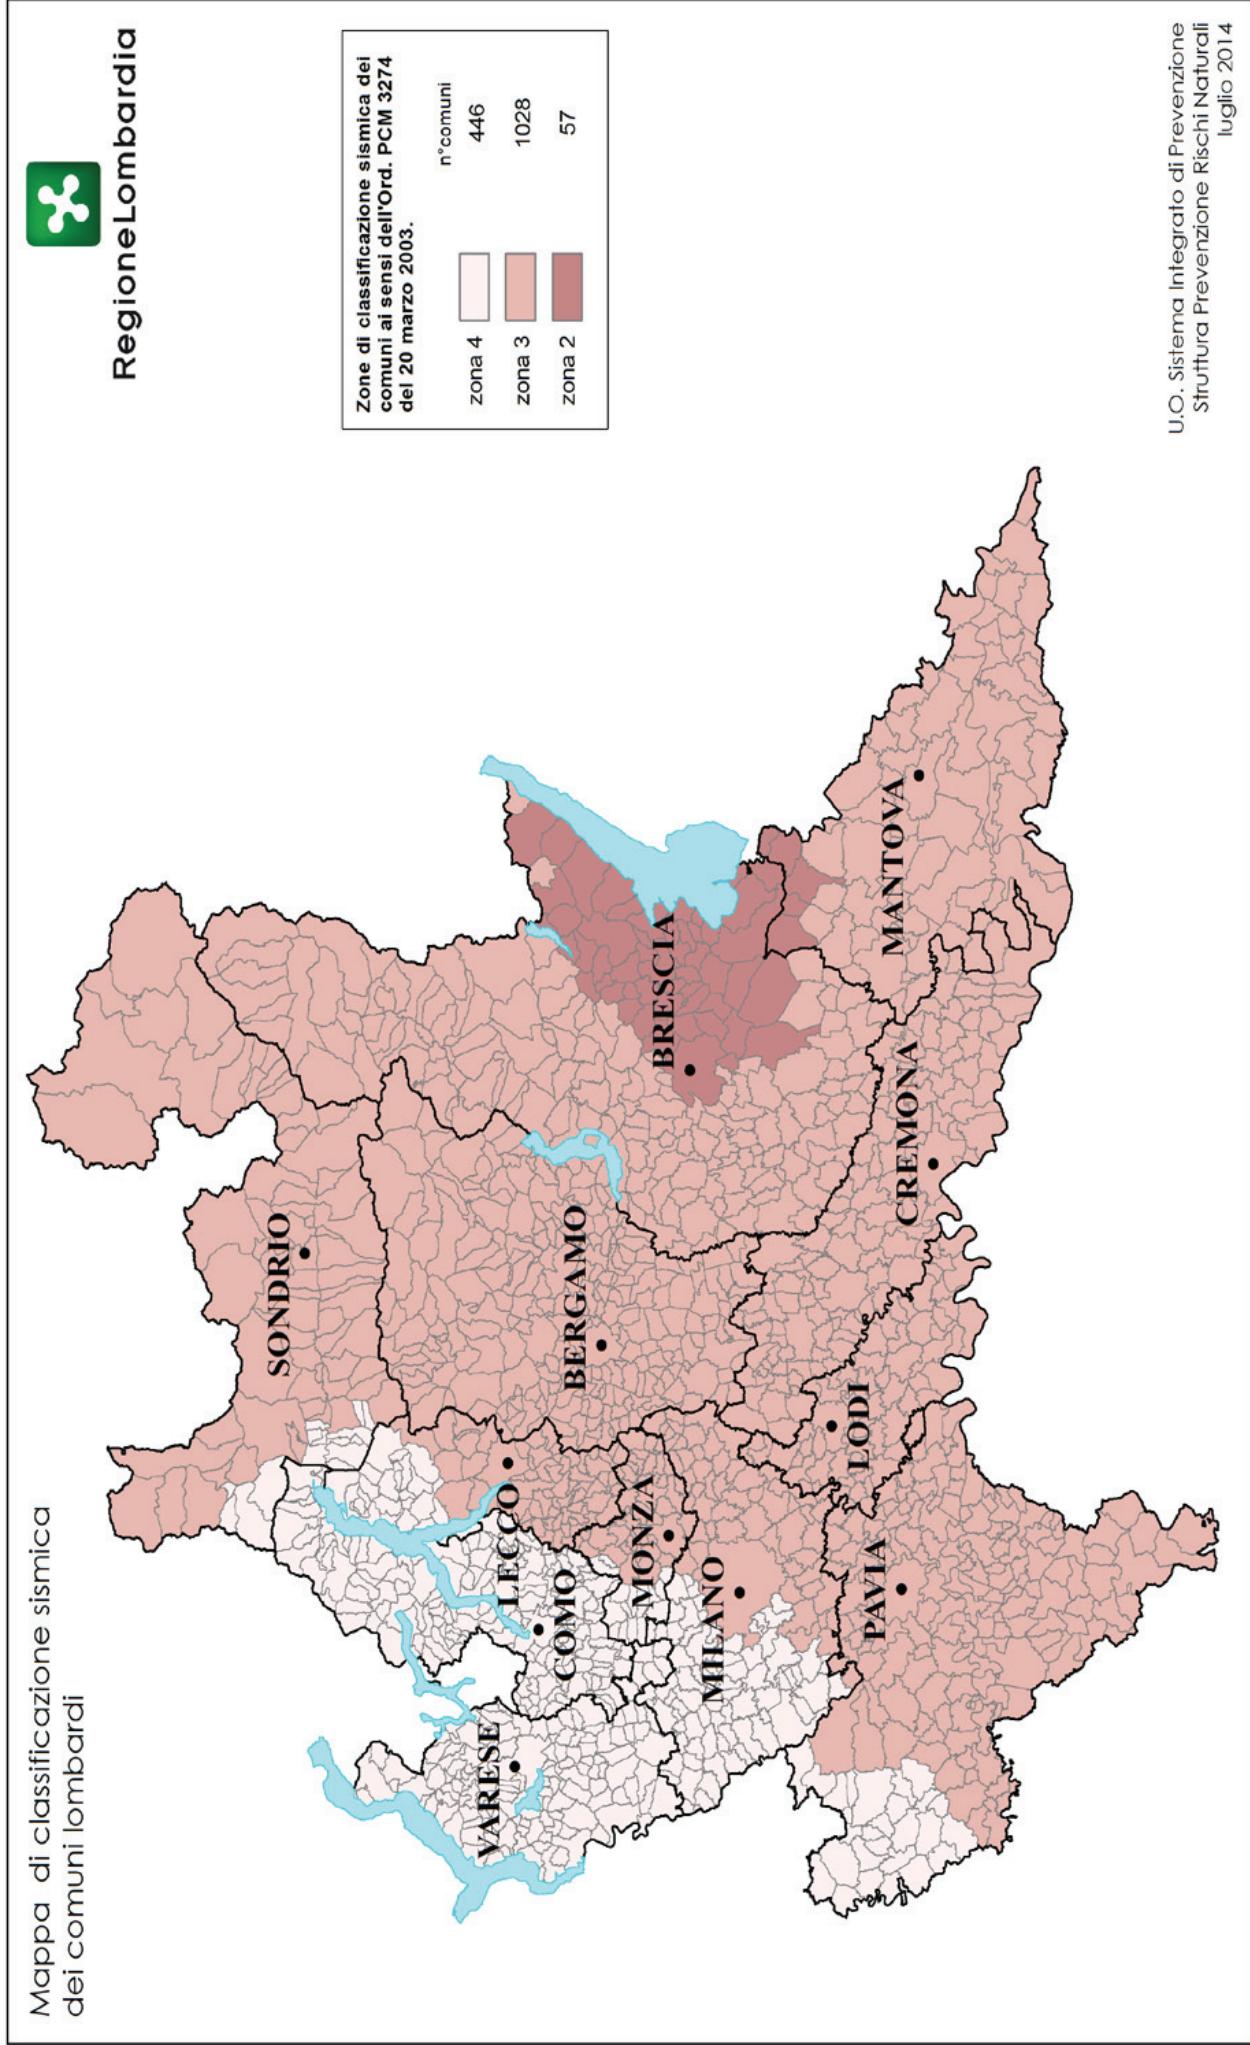 Mappa di classificazione sismica
dei comuni lombardi
RegioneLombardia
Zone di classificazione sismica dei
comuni ai sensi dell'Ord. PCM 3274
del 20 marzo 2003.
n°comuni
zona 4 446
zona 3 1028
zona 2 57
SONDRIO
VARESE
COMO
LECCO
BERGAMO
BRESCIA
MONZA
MILANO
PAVIA
LODI
CREMONA
MANTOVA
U.O. Sistema Integrato di Prevenzione
Struttura Prevenzione Rischi Naturali
luglio 2014